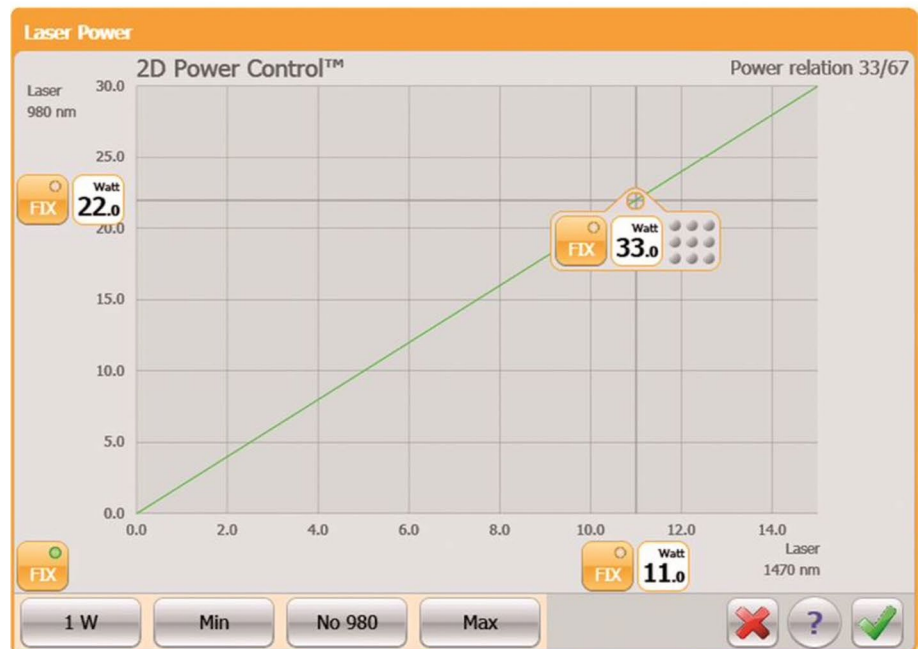 Laser Power
2D Power Control™
Power relation 33/67
Laser
980 nm
30.0
25.0
FIX
Watt
22.0
20.0
FIX
Watt
33.0
15.0
10.0
5.0
0.0
0.0 2.0 4.0 6.0 8.0 10.0 12.0 14.0
FIX
FIX
Watt
11.0
Laser
1470 nm
1 W
Min
No 980
Max
?